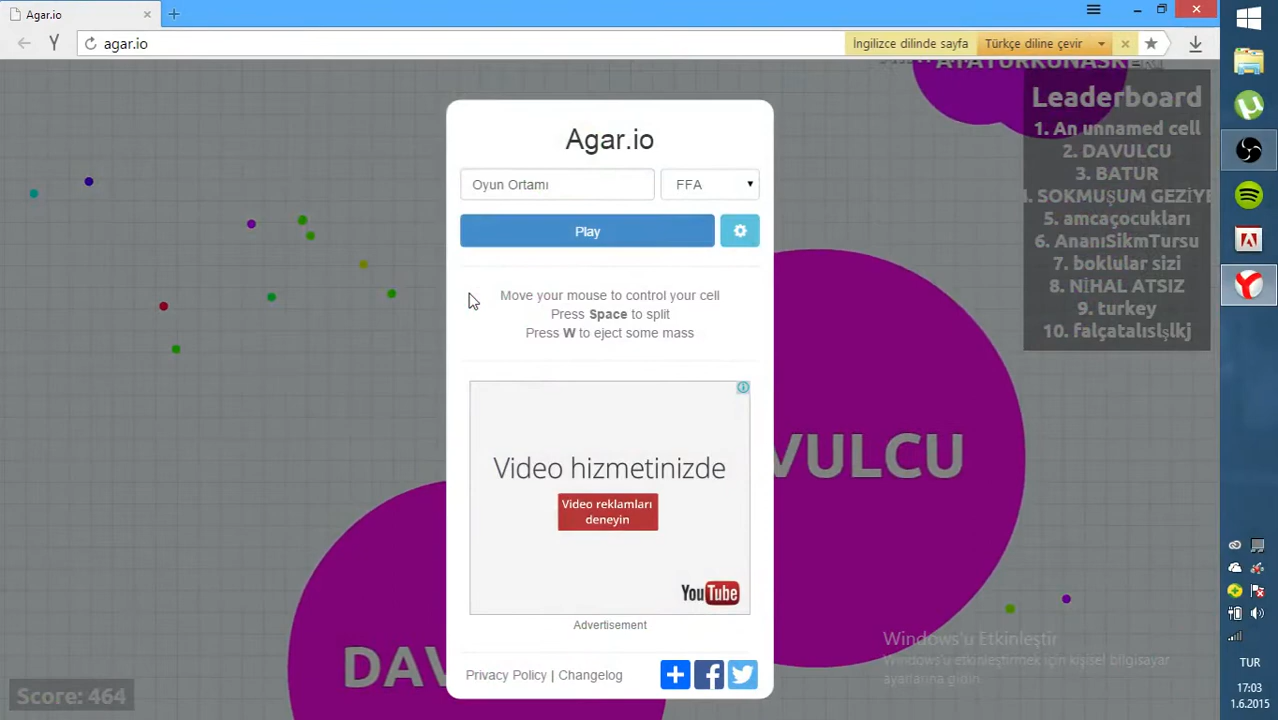 Agar.io
agar.io
İngilizce dilinde sayfa
Türkçe diline çevir
Leaderboard
1. An unnamed cell
2. DAVULCU
3. BATUR
SOKMUŞUM GEZİYE
5. amcaçocukları
6. AnanıSikmTursu
7. boklular sizi
8. NİHAL ATSIZ
9. turkey
10. falçatalıslşlkj
Agar.io
Oyun Ortamı
FFA
Play
Move your mouse to control your cell
Press Space to split
Press W to eject some mass
VULCU
Video hizmetinizde
Video reklamları
deneyin
YouTube
Advertisement
DAV
Privacy Policy | Changelog
Windows'u Etkinleştir
Windows'u etkinleştirmek için kişisel bilgisayar
ayarlarına gidin.
Score: 464
TUR
17:03
1.6.2015